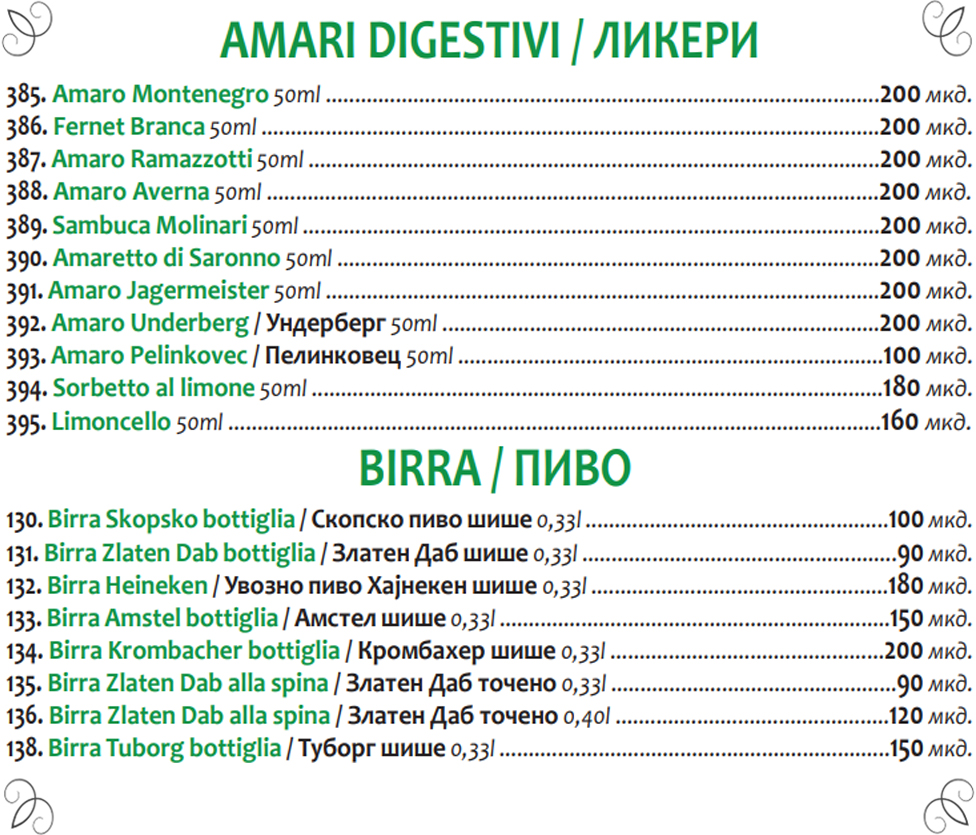 AMARI DIGESTIVI / ЛИКЕРИ
385. Amaro Montenegro 50ml ........ 200 мкд.
386. Fernet Branca 50ml ........ 200 мкд.
387. Amaro Ramazzotti 50ml ........ 200 мкд.
388. Amaro Averna 50ml ........ 200 мкд.
389. Sambuca Molinari 50ml ........ 200 мкд.
390. Amaretto di Saronno 50ml ........ 200 мкд.
391. Amaro Jagermeister 50ml ........ 200 мкд.
392. Amaro Underberg / Ундерберг 50ml ........ 200 мкд.
393. Amaro Pelinkovec / Пелинковец 50ml ........ 100 мкд.
394. Sorbetto al limone 50ml ........ 180 мкд.
395. Limoncello 50ml ........ 160 мкд.
BIRRA / ПИВО
130. Birra Skopsko bottiglia / Скопско пиво шише 0,33l ........ 100 мкд.
131. Birra Zlaten Dab bottiglia / Златен Даб шише 0,33l ........ 90 мкд.
132. Birra Heineken / Увозно пиво Хајнекен шише 0,33l ........ 180 мкд.
133. Birra Amstel bottiglia / Амстел шише 0,33l ........ 150 мкд.
134. Birra Krombacher bottiglia / Кромбахер шише 0,33l ........ 200 мкд.
135. Birra Zlaten Dab alla spina / Златен Даб точено 0,33l ........ 90 мкд.
136. Birra Zlaten Dab alla spina / Златен Даб точено 0,40l ........ 120 мкд.
138. Birra Tuborg bottiglia / Туборг шише 0,33l ........ 150 мкд.